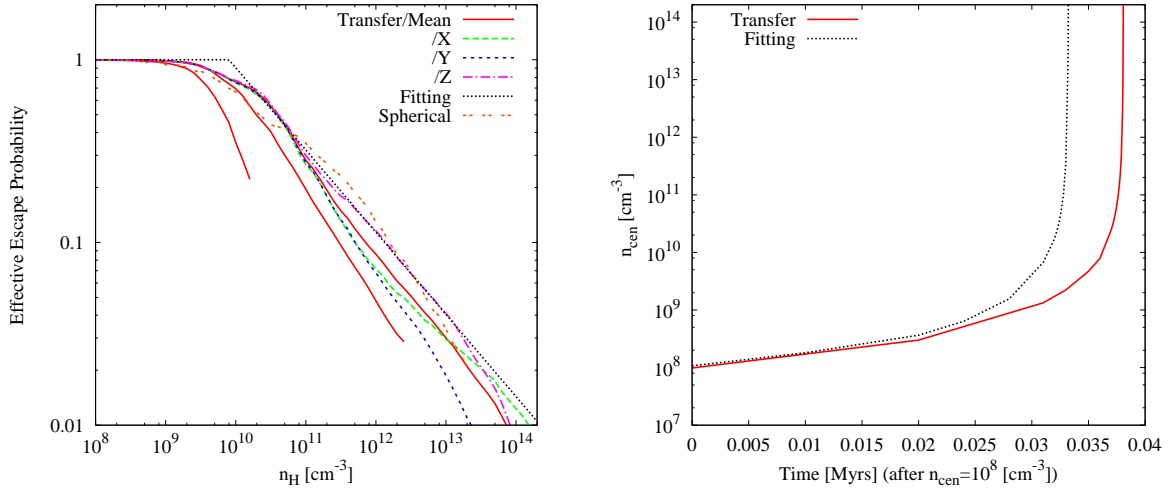 Transfer/Mean
/X
/Y
/Z
Fitting
Spherical
1
0.1
0.01
Effective Escape Probability
10^8 10^9 10^10 10^11 10^12 10^13 10^14
n_H [cm^-3]
Transfer
Fitting
10^14
10^13
10^12
10^11
10^10
10^9
10^8
10^7
n_cen [cm^-3]
0 0.005 0.01 0.015 0.02 0.025 0.03 0.035 0.04
Time [Myrs] (after n_cen=10^8 [cm^-3])